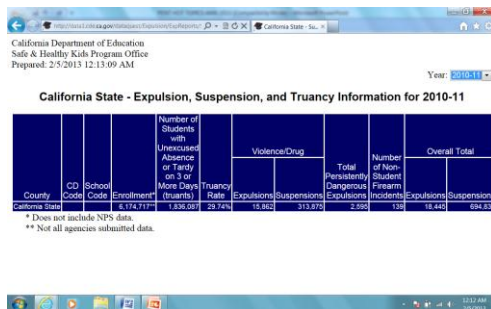 California State - Su...
California Department of Education
Safe & Healthy Kids Program Office
Prepared: 2/5/2013 12:13:09 AM
Year: 2010-11
California State - Expulsion, Suspension, and Truancy Information for 2010-11
County
CD Code
School Code
Enrollment*
Number of Students with Unexcused Absence or Tardy on 3 or More Days (truants)
Truancy Rate
Violence/Drug
Expulsions
Suspensions
Total Persistently Dangerous Expulsions
Number of Non-Student Firearm Incidents
Overall Total
Expulsions
Suspension
California State 6,174,717** 1,836,087 29.74% 15,862 313,875 2,595 139 18,445 694,83
* Does not include NPS data.
** Not all agencies submitted data.
12:12 AM